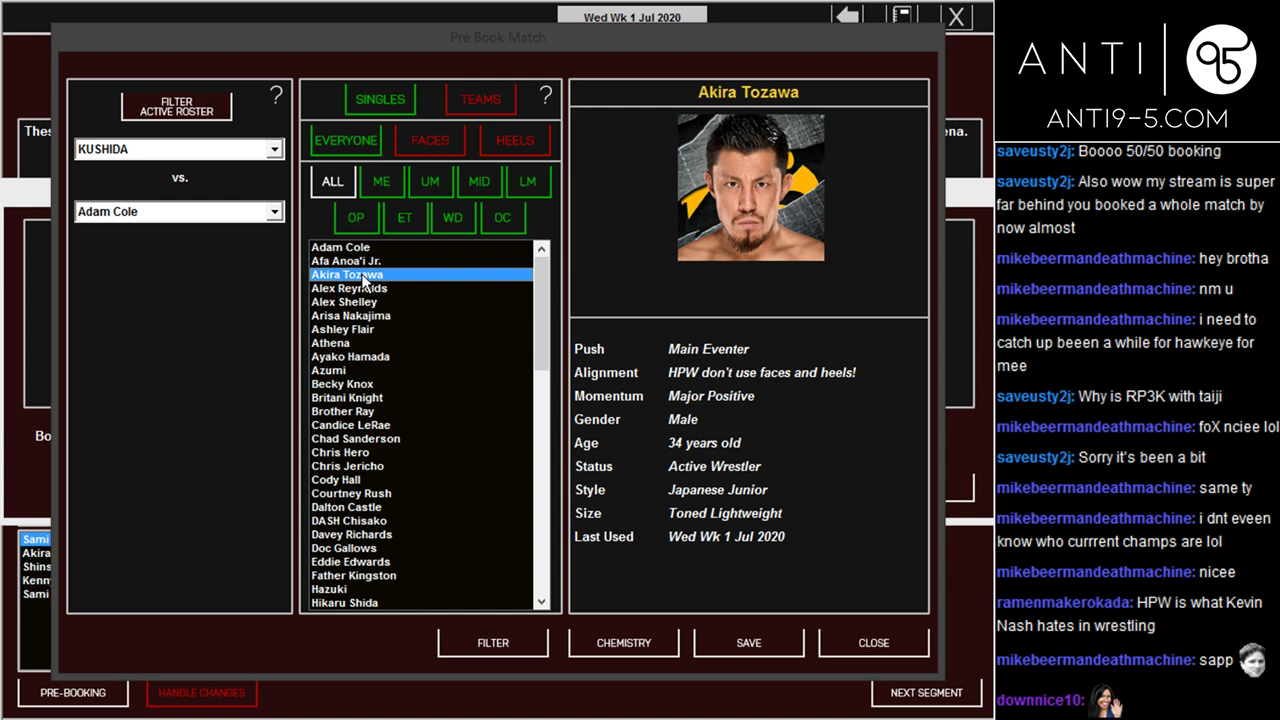 Wed Wk 1 Jul 2020
X
Pre Book Match
Thes
ena.
FILTER
ACTIVE ROSTER
?
KUSHIDA
vs.
Adam Cole
SINGLES
TEAMS
?
EVERYONE
FACES
HEELS
ALL
ME
UM
MID
LM
OP
ET
WD
OC
Adam Cole
Afa Anoa'i Jr.
Akira Tozawa
Alex Reynolds
Alex Shelley
Arisa Nakajima
Ashley Flair
Athena
Ayako Hamada
Azumi
Becky Knox
Britani Knight
Brother Ray
Candice LeRae
Chad Sanderson
Chris Hero
Chris Jericho
Cody Hall
Courtney Rush
Dalton Castle
DASH Chisako
Davey Richards
Doc Gallows
Eddie Edwards
Father Kingston
Hazuki
Hikaru Shida
Akira Tozawa
Push Main Eventer
Alignment HPW don't use faces and heels!
Momentum Major Positive
Gender Male
Age 34 years old
Status Active Wrestler
Style Japanese Junior
Size Toned Lightweight
Last Used Wed Wk 1 Jul 2020
FILTER
CHEMISTRY
SAVE
CLOSE
Bo
Sami
Akira
Shins
Kenny
Sami
PRE-BOOKING
HANDLE CHANGES
NEXT SEGMENT
ANTI 95
ANTI9-5.COM
saveusty2j: Boooo 50/50 booking
saveusty2j: Also wow my stream is super
far behind you booked a whole match by
now almost
mikebeermandeathmachine: hey brotha
mikebeermandeathmachine: nm u
mikebeermandeathmachine: i need to
catch up beeen a while for hawkeye for
mee
saveusty2j: Why is RP3K with taiji
mikebeermandeathmachine: foX nciee lol
saveusty2j: Sorry it's been a bit
mikebeermandeathmachine: same ty
mikebeermandeathmachine: i dnt eveen
know who currrent champs are lol
mikebeermandeathmachine: nicee
ramenmakerokada: HPW is what Kevin
Nash hates in wrestling
mikebeermandeathmachine: sapp
downnice10: